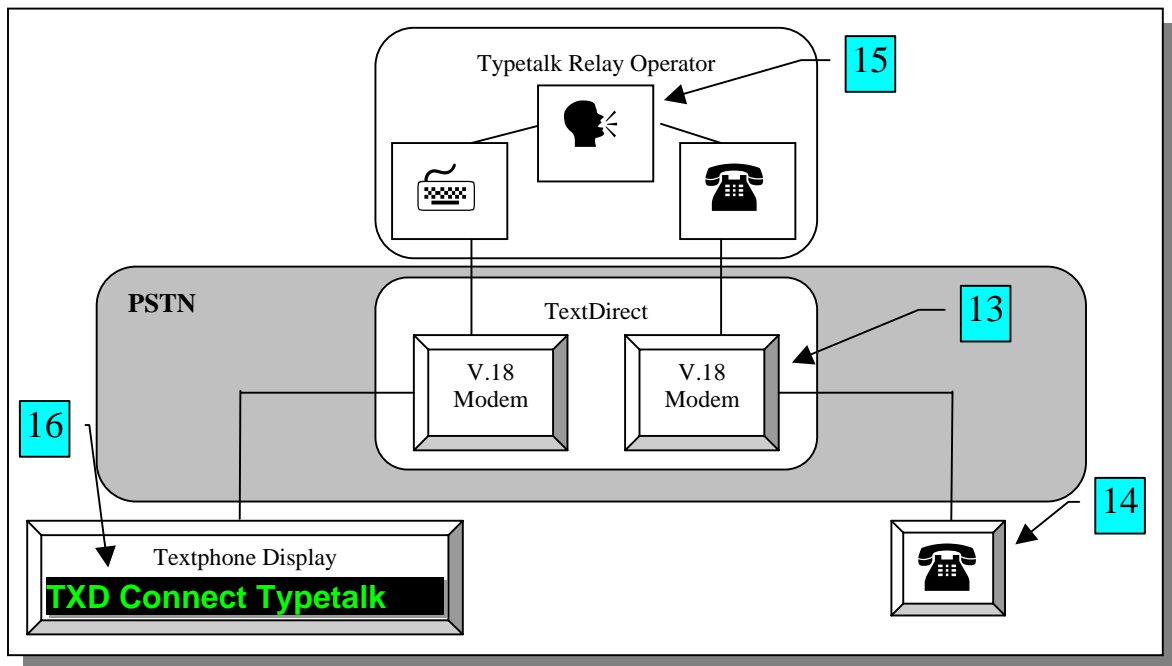 Typetalk Relay Operator
15
PSTN
TextDirect
13
V.18
Modem
V.18
Modem
16
14
Textphone Display
TXD Connect Typetalk